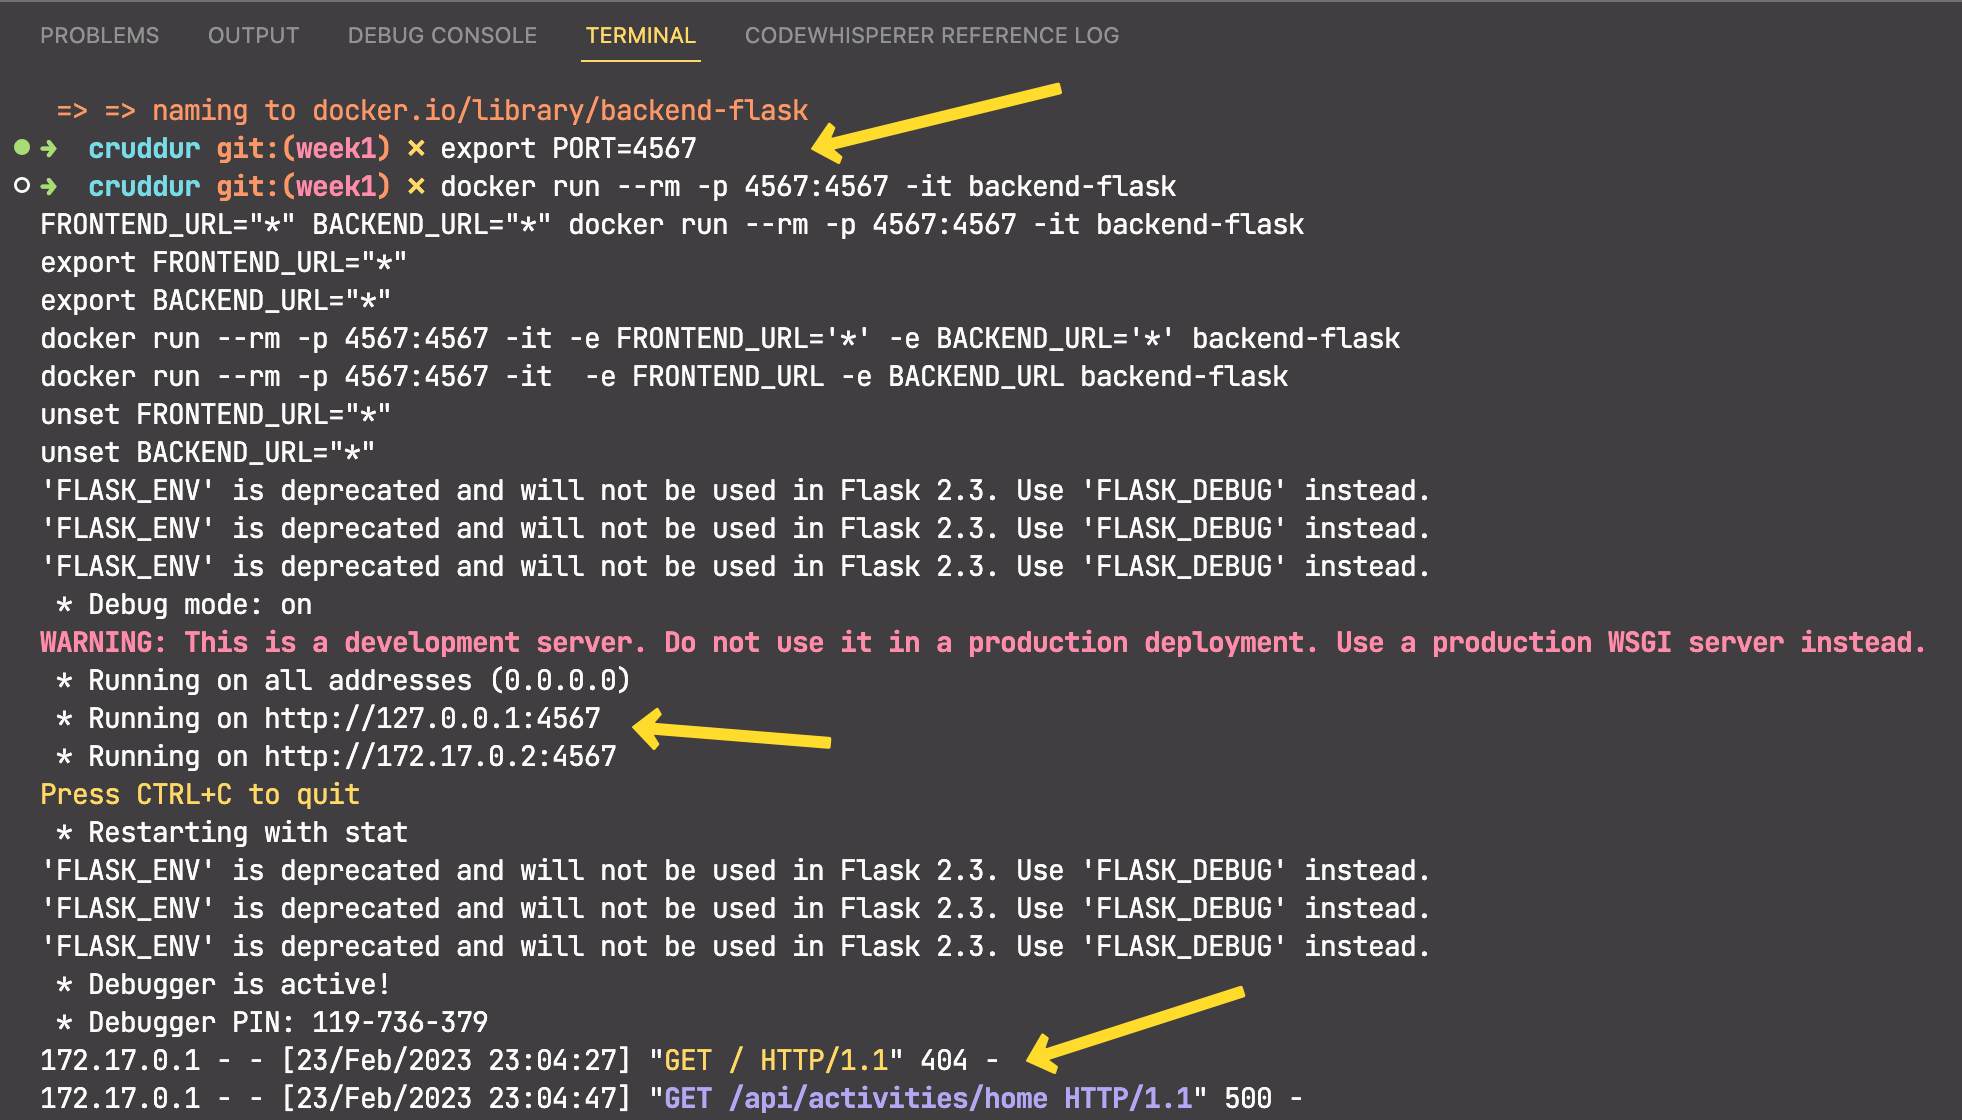 PROBLEMS OUTPUT DEBUG CONSOLE TERMINAL CODEWHISPERER REFERENCE LOG
=> => naming to docker.io/library/backend-flask
➜ cruddur git:(week1) ✗ export PORT=4567
➜ cruddur git:(week1) ✗ docker run --rm -p 4567:4567 -it backend-flask
FRONTEND_URL="*" BACKEND_URL="*" docker run --rm -p 4567:4567 -it backend-flask
export FRONTEND_URL="*"
export BACKEND_URL="*"
docker run --rm -p 4567:4567 -it -e FRONTEND_URL='*' -e BACKEND_URL='*' backend-flask
docker run --rm -p 4567:4567 -it  -e FRONTEND_URL -e BACKEND_URL backend-flask
unset FRONTEND_URL="*"
unset BACKEND_URL="*"
'FLASK_ENV' is deprecated and will not be used in Flask 2.3. Use 'FLASK_DEBUG' instead.
'FLASK_ENV' is deprecated and will not be used in Flask 2.3. Use 'FLASK_DEBUG' instead.
'FLASK_ENV' is deprecated and will not be used in Flask 2.3. Use 'FLASK_DEBUG' instead.
* Debug mode: on
WARNING: This is a development server. Do not use it in a production deployment. Use a production WSGI server instead.
* Running on all addresses (0.0.0.0)
* Running on http://127.0.0.1:4567
* Running on http://172.17.0.2:4567
Press CTRL+C to quit
* Restarting with stat
'FLASK_ENV' is deprecated and will not be used in Flask 2.3. Use 'FLASK_DEBUG' instead.
'FLASK_ENV' is deprecated and will not be used in Flask 2.3. Use 'FLASK_DEBUG' instead.
'FLASK_ENV' is deprecated and will not be used in Flask 2.3. Use 'FLASK_DEBUG' instead.
* Debugger is active!
* Debugger PIN: 119-736-379
172.17.0.1 - - [23/Feb/2023 23:04:27] "GET / HTTP/1.1" 404 -
172.17.0.1 - - [23/Feb/2023 23:04:47] "GET /api/activities/home HTTP/1.1" 500 -